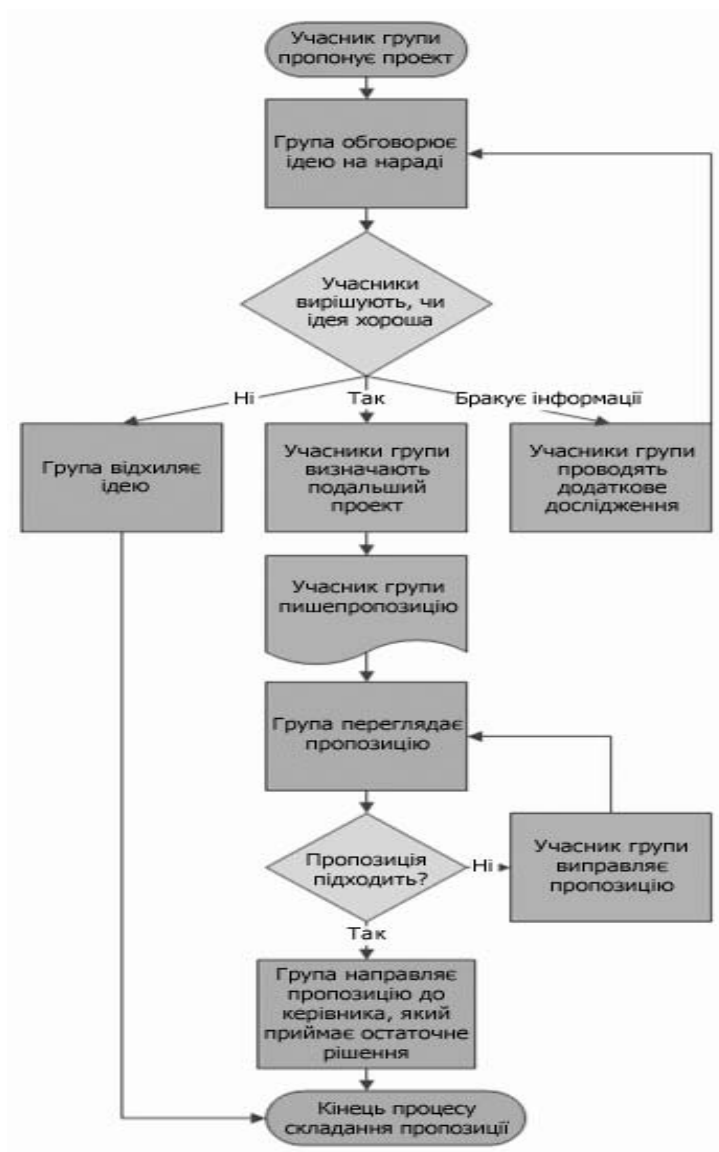 Учасник групи
пропонує проект
Група обговорює
ідею на нараді
Учасники
вирішують, чи
ідея хороша
Ні
Так
Бракує інформації
Група відхиляє
ідею
Учасники групи
визначають
подальший
проект
Учасники групи
проводять
додаткове
дослідження
Учасник групи
пишепропозицію
Група переглядає
пропозицію
Пропозиція
підходить?
Ні
Учасник групи
виправляє
пропозицію
Так
Група направляє
пропозицію до
керівника, який
приймає остаточне
рішення
Кінець процесу
складання пропозиції